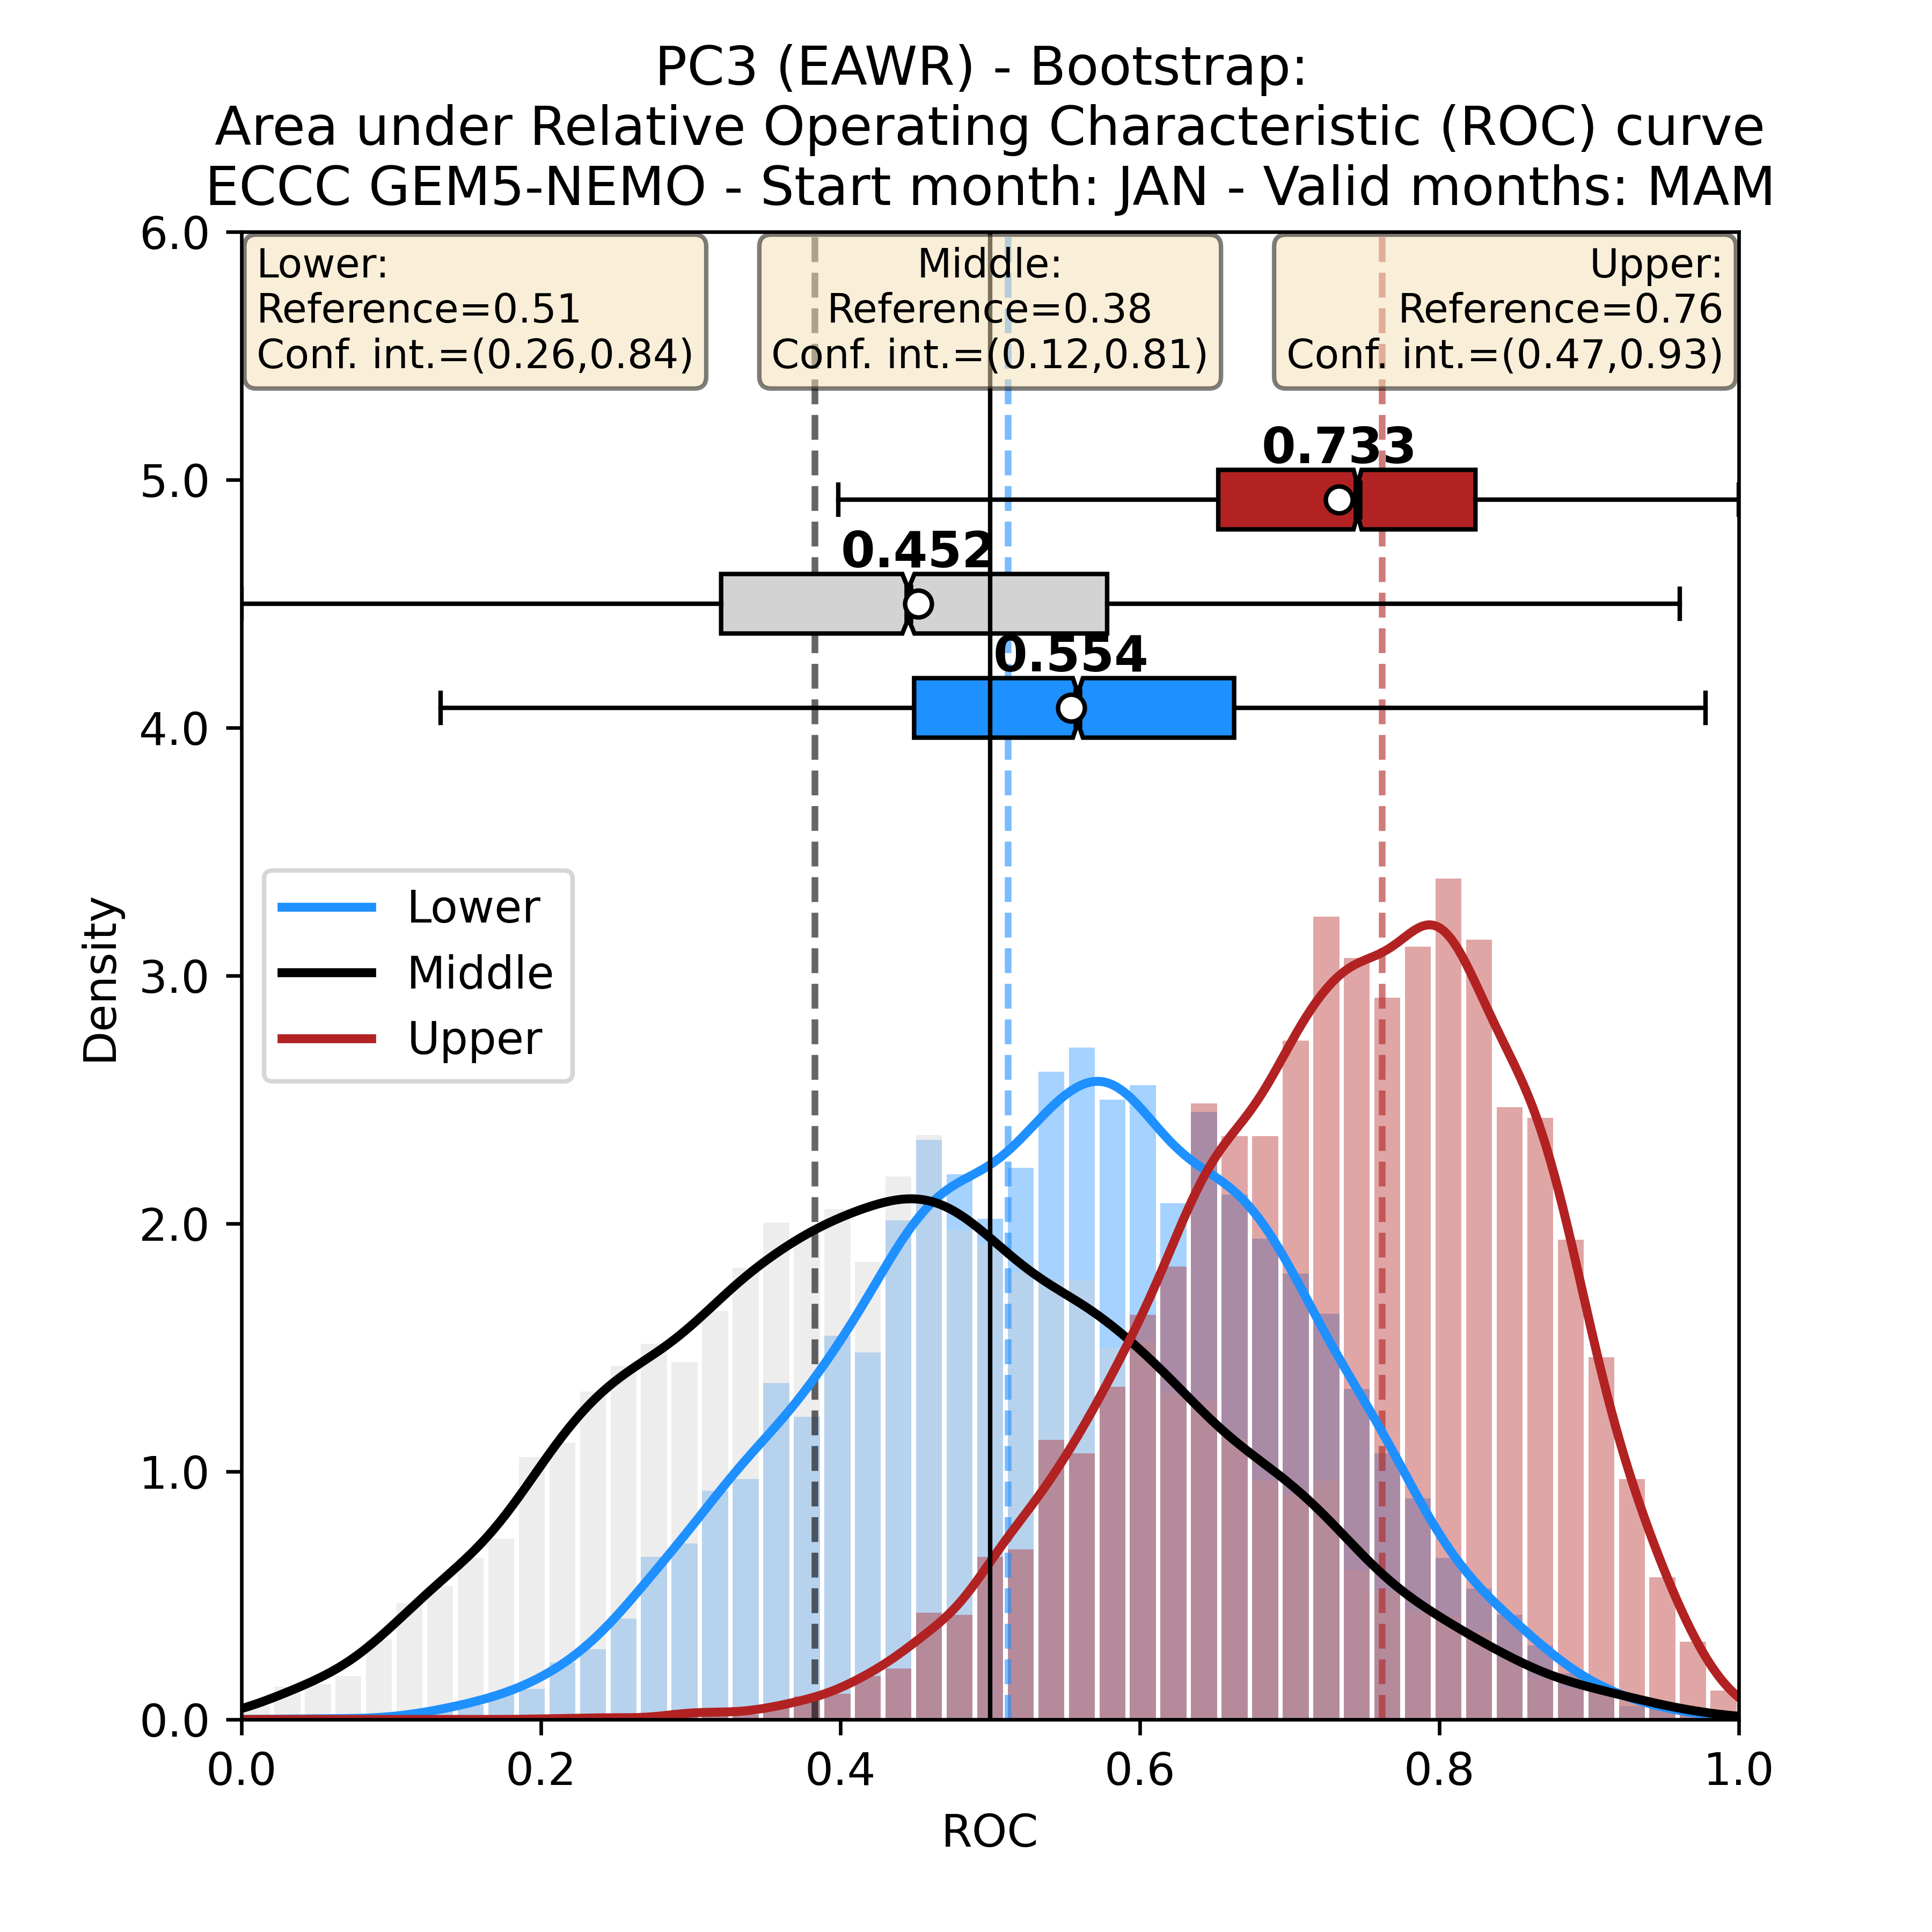 PC3 (EAWR) - Bootstrap:
Area under Relative Operating Characteristic (ROC) curve
ECCC GEM5-NEMO - Start month: JAN - Valid months: MAM
Lower:
Reference=0.51
Conf. int.=(0.26,0.84)
Middle:
Reference=0.38
Conf. int.=(0.12,0.81)
Upper:
Reference=0.76
Conf. int.=(0.47,0.93)
0.733
0.452
0.554
Lower
Middle
Upper
Density
6.0
5.0
4.0
3.0
2.0
1.0
0.0
0.0 0.2 0.4 0.6 0.8 1.0
ROC